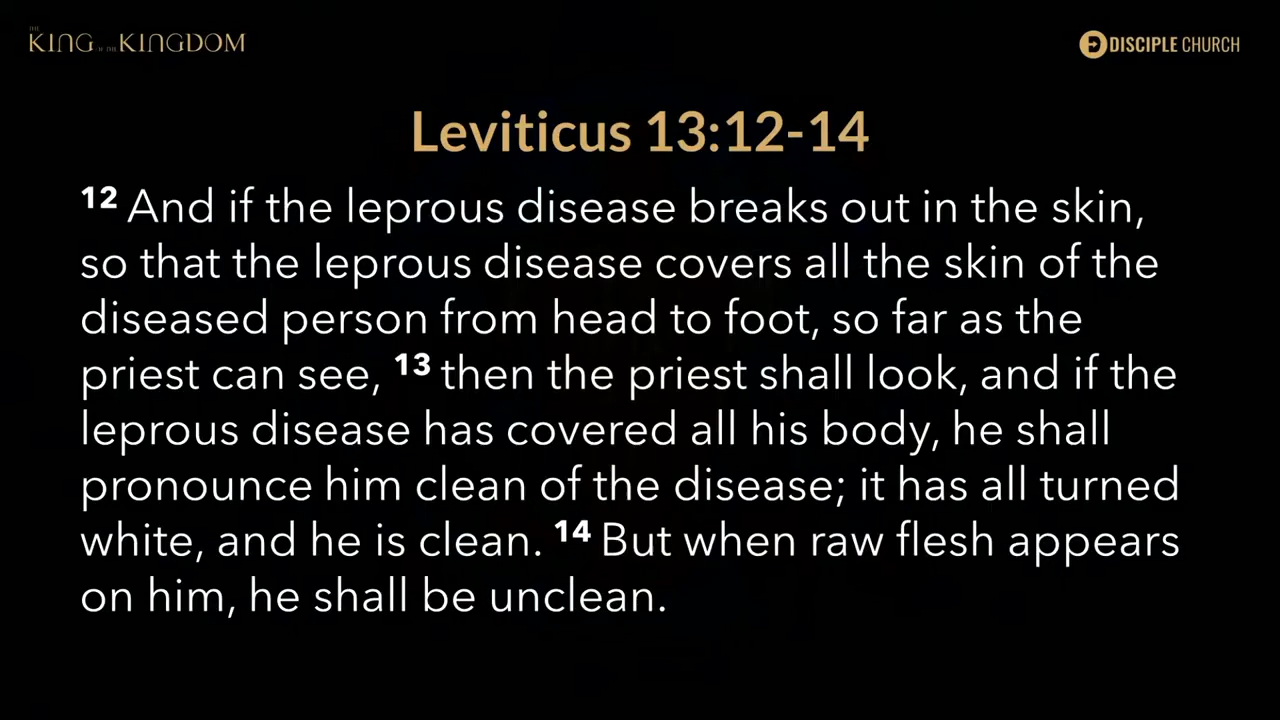 THE
KING OF THE KINGDOM
DISCIPLE CHURCH
Leviticus 13:12-14
12 And if the leprous disease breaks out in the skin,
so that the leprous disease covers all the skin of the
diseased person from head to foot, so far as the
priest can see, 13 then the priest shall look, and if the
leprous disease has covered all his body, he shall
pronounce him clean of the disease; it has all turned
white, and he is clean. 14 But when raw flesh appears
on him, he shall be unclean.